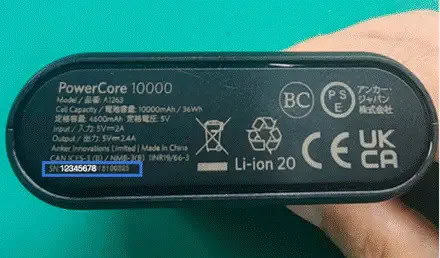 PowerCore 10000
Model / 品番 A1263
Cell Capacity / 電池容量 10000mAh / 36Wh
定格容量 4600mAh 定格電圧 5V
Input / 入力 5V⎓2A
Output / 出力 5V⎓2.4A
Anker Innovations Limited | Made in China
CAN ICES-3 (B) / NMB-3(B) 1INR19/66-3
SN 12345678
BC
PSE
アンカー・
ジャパン
株式会社
Li-ion 20
CE
UK
CA